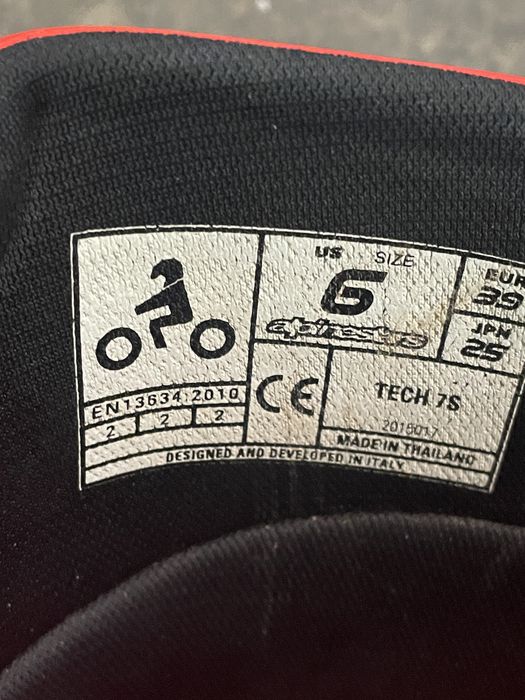 US SIZE
6
alpinestars
EUR
39
JPN
25
EN13634:2010
2 2 2
CE
TECH 7S
2015017
MADE IN THAILAND
DESIGNED AND DEVELOPED IN ITALY